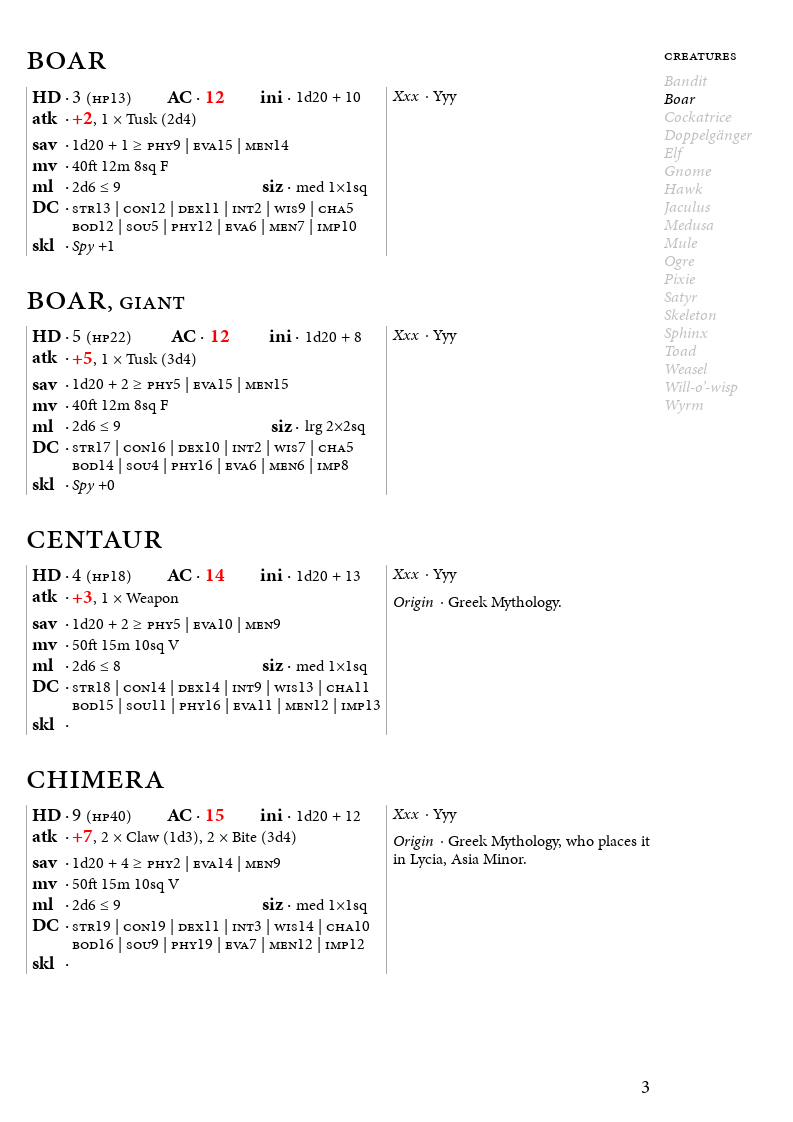 BOAR
HD · 3 (HP13) AC · 12 ini · 1d20 + 10
atk · +2, 1 × Tusk (2d4)
sav · 1d20 + 1 ≥ PHY9 | EVA15 | MEN14
mv · 40ft 12m 8sq F
ml · 2d6 ≤ 9 siz · med 1×1sq
DC · STR13 | CON12 | DEX11 | INT2 | WIS9 | CHA5
BOD12 | SOU5 | PHY12 | EVA6 | MEN7 | IMP10
skl · Spy +1
Xxx · Yyy
BOAR, GIANT
HD · 5 (HP22) AC · 12 ini · 1d20 + 8
atk · +5, 1 × Tusk (3d4)
sav · 1d20 + 2 ≥ PHY5 | EVA15 | MEN15
mv · 40ft 12m 8sq F
ml · 2d6 ≤ 9 siz · lrg 2×2sq
DC · STR17 | CON16 | DEX10 | INT2 | WIS7 | CHA5
BOD14 | SOU4 | PHY16 | EVA6 | MEN6 | IMP8
skl · Spy +0
Xxx · Yyy
CENTAUR
HD · 4 (HP18) AC · 14 ini · 1d20 + 13
atk · +3, 1 × Weapon
sav · 1d20 + 2 ≥ PHY5 | EVA10 | MEN9
mv · 50ft 15m 10sq V
ml · 2d6 ≤ 8 siz · med 1×1sq
DC · STR18 | CON14 | DEX14 | INT9 | WIS13 | CHA11
BOD15 | SOU11 | PHY16 | EVA11 | MEN12 | IMP13
skl ·
Xxx · Yyy
Origin · Greek Mythology.
CHIMERA
HD · 9 (HP40) AC · 15 ini · 1d20 + 12
atk · +7, 2 × Claw (1d3), 2 × Bite (3d4)
sav · 1d20 + 4 ≥ PHY2 | EVA14 | MEN9
mv · 50ft 15m 10sq V
ml · 2d6 ≤ 9 siz · med 1×1sq
DC · STR19 | CON19 | DEX11 | INT3 | WIS14 | CHA10
BOD16 | SOU9 | PHY19 | EVA7 | MEN12 | IMP12
skl ·
Xxx · Yyy
Origin · Greek Mythology, who places it
in Lycia, Asia Minor.
CREATURES
Bandit
Boar
Cockatrice
Doppelgänger
Elf
Gnome
Hawk
Jaculus
Medusa
Mule
Ogre
Pixie
Satyr
Skeleton
Sphinx
Toad
Weasel
Will-o'-wisp
Wyrm
3